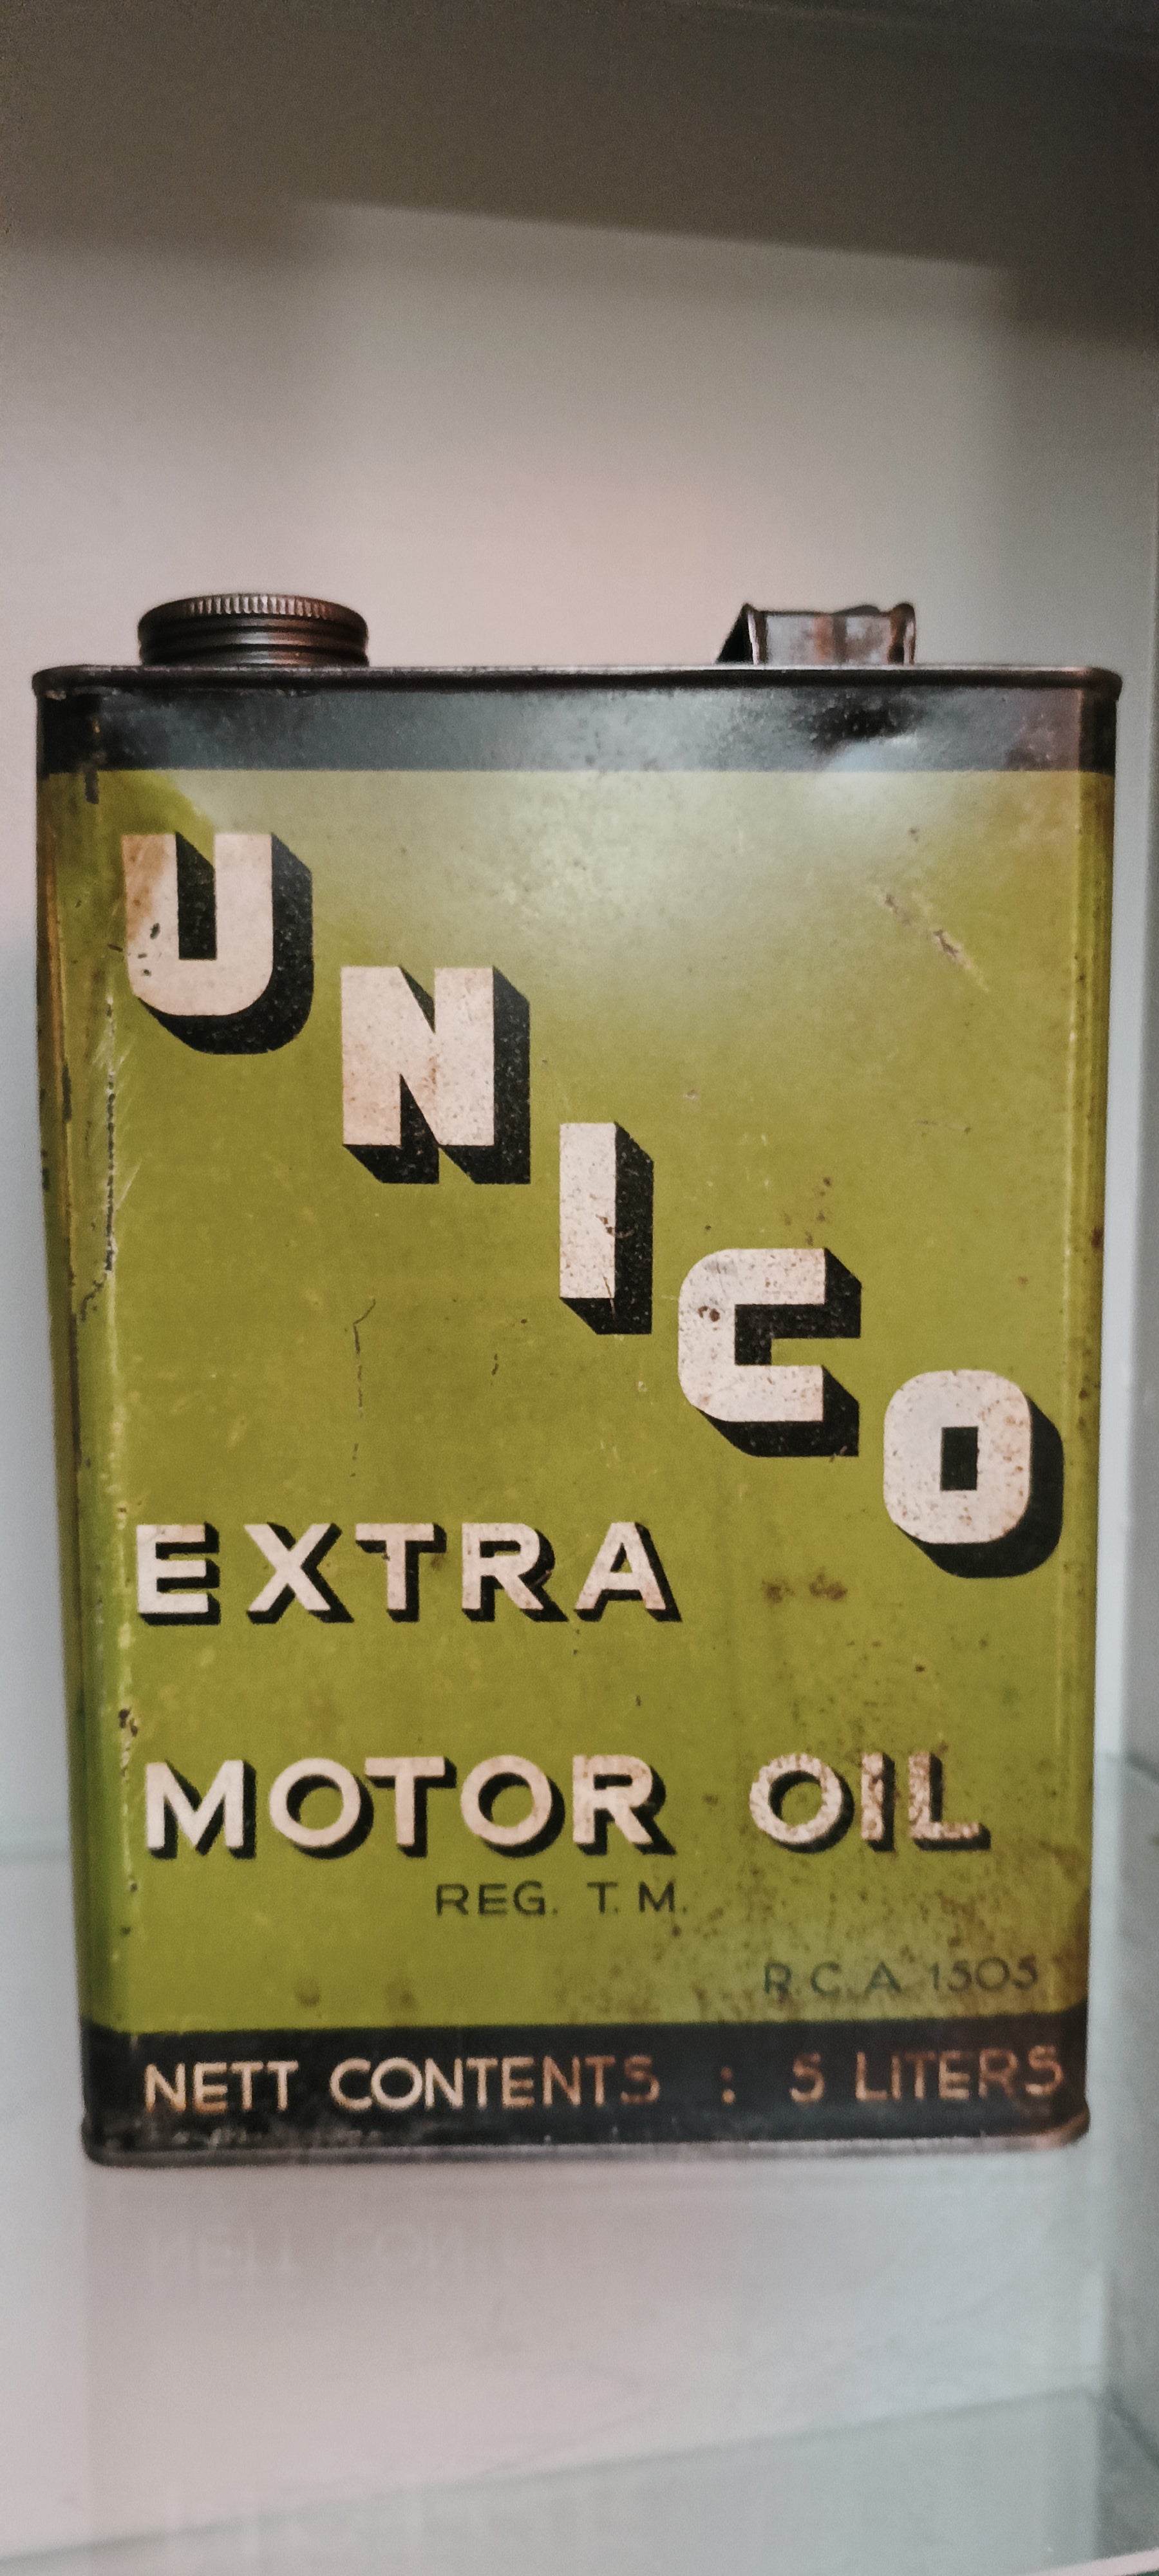 UNICO
EXTRA
MOTOR OIL
REG. T. M.
R.C.A 1505
NETT CONTENTS : 5 LITERS